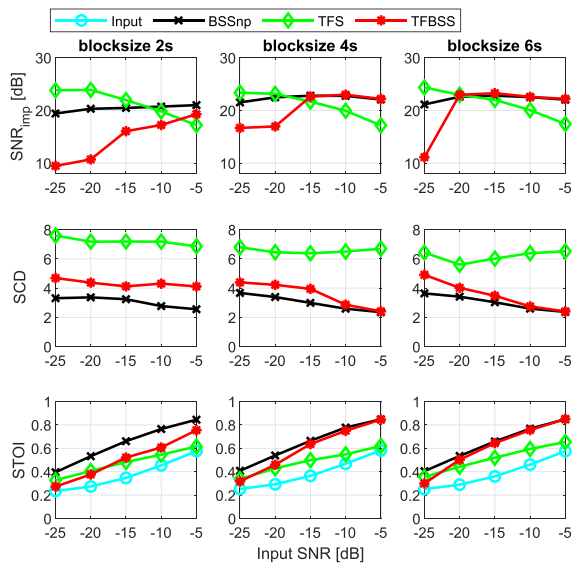 Input BSSnp TFS TFBSS
blocksize 2s blocksize 4s blocksize 6s
SNRimp [dB]
30 30 30
20 20 20
10 10 10
-25 -20 -15 -10 -5 -25 -20 -15 -10 -5 -25 -20 -15 -10 -5
SCD
8 8 8
6 6 6
4 4 4
2 2 2
0 0 0
-25 -20 -15 -10 -5 -25 -20 -15 -10 -5 -25 -20 -15 -10 -5
STOI
1 1 1
0.8 0.8 0.8
0.6 0.6 0.6
0.4 0.4 0.4
0.2 0.2 0.2
0 0 0
-25 -20 -15 -10 -5 -25 -20 -15 -10 -5 -25 -20 -15 -10 -5
Input SNR [dB]